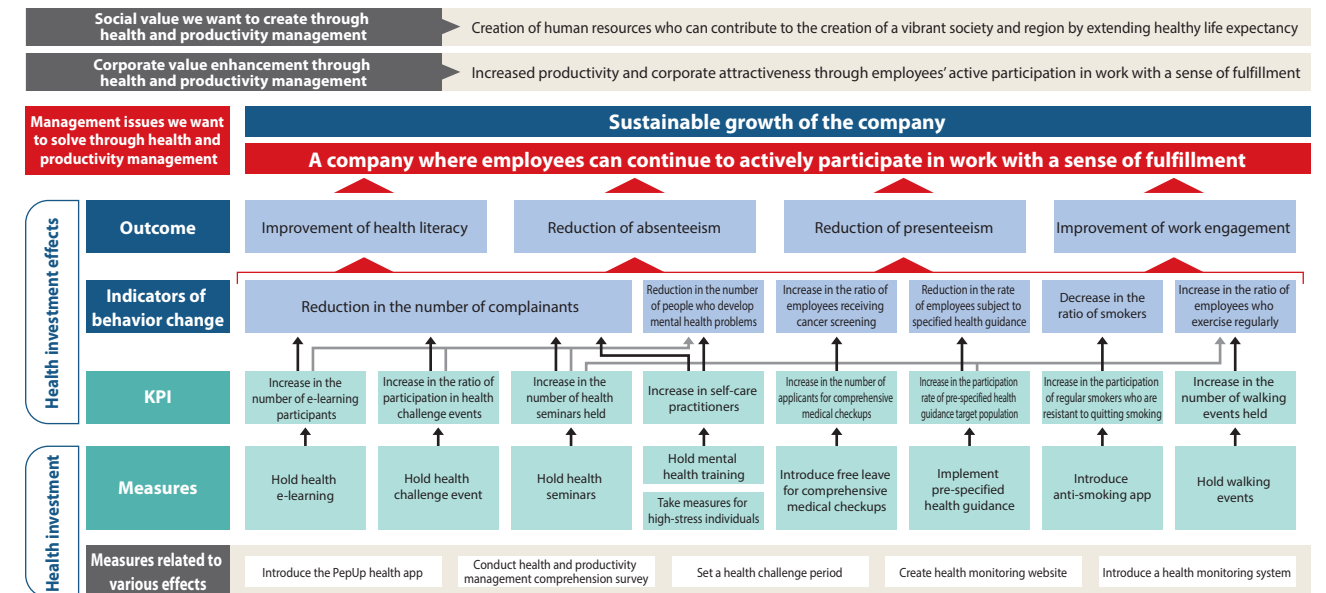 Social value we want to create through
health and productivity management
Creation of human resources who can contribute to the creation of a vibrant society and region by extending healthy life expectancy
Corporate value enhancement through
health and productivity management
Increased productivity and corporate attractiveness through employees' active participation in work with a sense of fulfillment
Management issues we want
to solve through health and
productivity management
Sustainable growth of the company
A company where employees can continue to actively participate in work with a sense of fulfillment
Health investment effects
Outcome
Improvement of health literacy
Reduction of absenteeism
Reduction of presenteeism
Improvement of work engagement
Indicators of
behavior change
Reduction in the number of complainants
Reduction in the number
of people who develop
mental health problems
Increase in the ratio of
employees receiving
cancer screening
Reduction in the rate
of employees subject to
specified health guidance
Decrease in the
ratio of smokers
Increase in the ratio of
employees who
exercise regularly
KPI
Increase in the
number of e-learning
participants
Increase in the ratio of
participation in health
challenge events
Increase in the
number of health
seminars held
Increase in self-care
practitioners
Increase in the number of
applicants for comprehensive
medical checkups
Increase in the participation
rate of pre-specified health
guidance target population
Increase in the participation
of regular smokers who are
resistant to quitting smoking
Increase in the
number of walking
events held
Health investment
Measures
Hold health
e-learning
Hold health
challenge event
Hold health
seminars
Hold mental
health training
Take measures for
high-stress individuals
Introduce free leave
for comprehensive
medical checkups
Implement
pre-specified
health guidance
Introduce
anti-smoking app
Hold walking
events
Measures related to
various effects
Introduce the PepUp health app
Conduct health and productivity
management comprehension survey
Set a health challenge period
Create health monitoring website
Introduce a health monitoring system